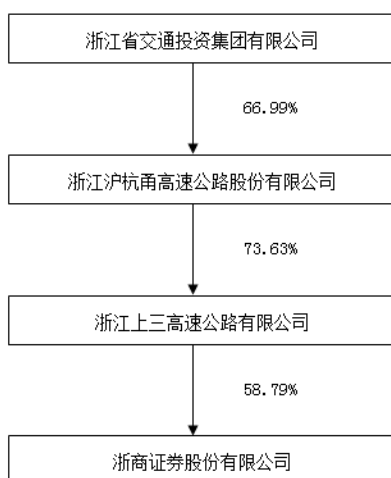 浙江省交通投资集团有限公司
66.99%
浙江沪杭甬高速公路股份有限公司
73.63%
浙江上三高速公路有限公司
58.79%
浙商证券股份有限公司